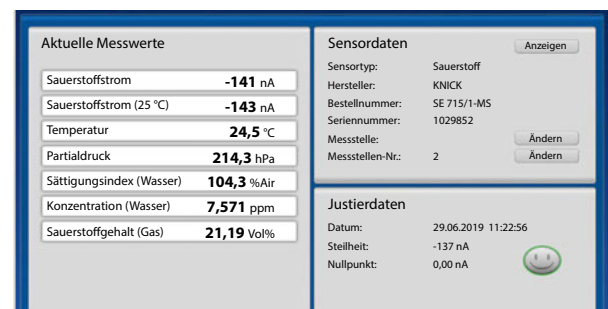 Aktuelle Messwerte
Sauerstoffstrom -141 nA
Sauerstoffstrom (25 °C) -143 nA
Temperatur 24,5 °C
Partialdruck 214,3 hPa
Sättigungsindex (Wasser) 104,3 %Air
Konzentration (Wasser) 7,571 ppm
Sauerstoffgehalt (Gas) 21,19 Vol%
Sensordaten Anzeigen
Sensortyp: Sauerstoff
Hersteller: KNICK
Bestellnummer: SE 715/1-MS
Seriennummer: 1029852
Messstelle: Ändern
Messstellen-Nr.: 2 Ändern
Justierdaten
Datum: 29.06.2019 11:22:56
Steilheit: -137 nA
Nullpunkt: 0,00 nA